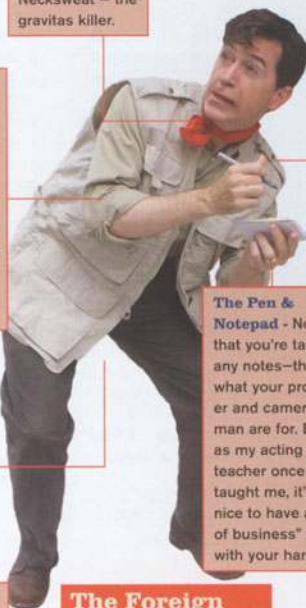 Necksweat – the
gravitas killer.
The Pen &
Notepad - Ne
that you're ta
any notes—th
what your pro
er and camer
man are for.
as my acting
teacher once
taught me, it'
nice to have a
of business"
with your han
The Foreign